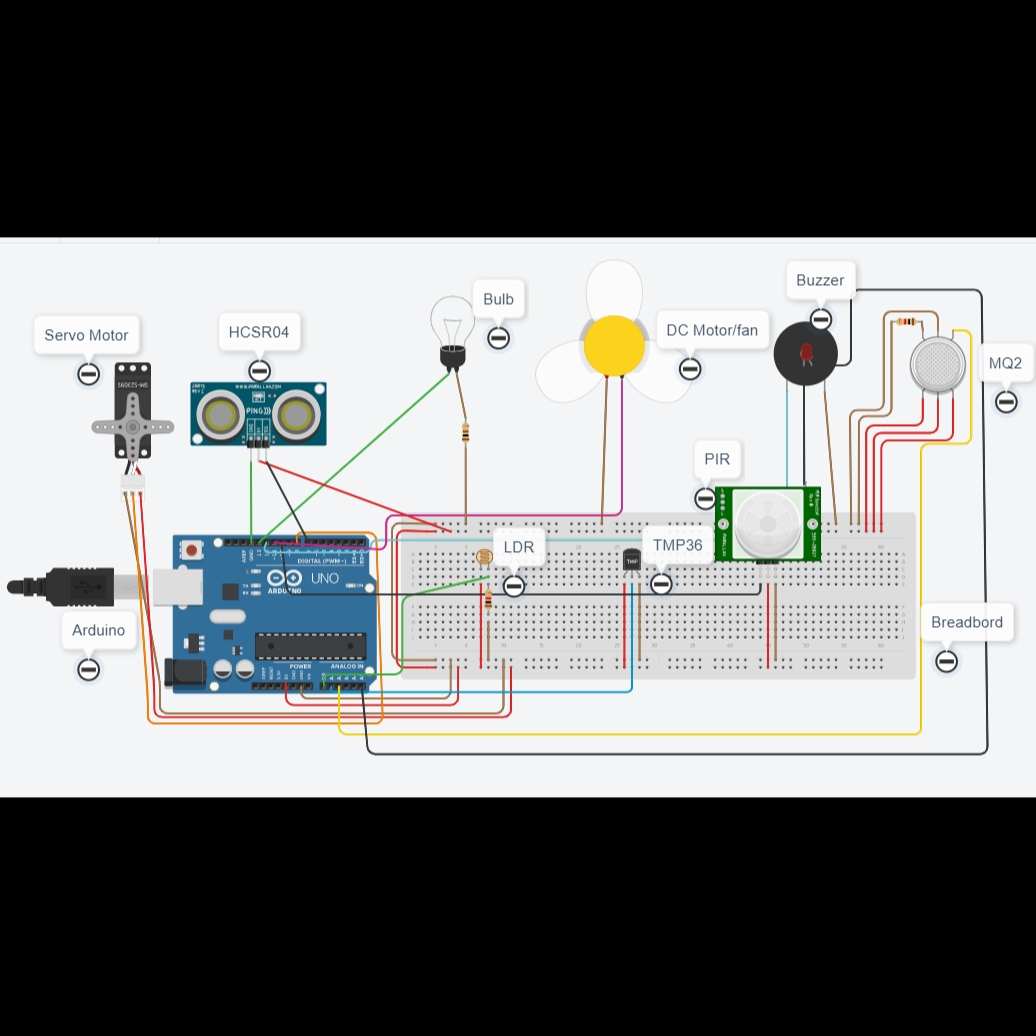 Buzzer
Bulb
HCSR04
DC Motor/fan
Servo Motor
MQ2
PING)))
PIR
LDR
TMP36
TMP
DIGITAL (PWM~)
UNO
ARDUINO
Arduino
Breadbord
POWER
ANALOG IN